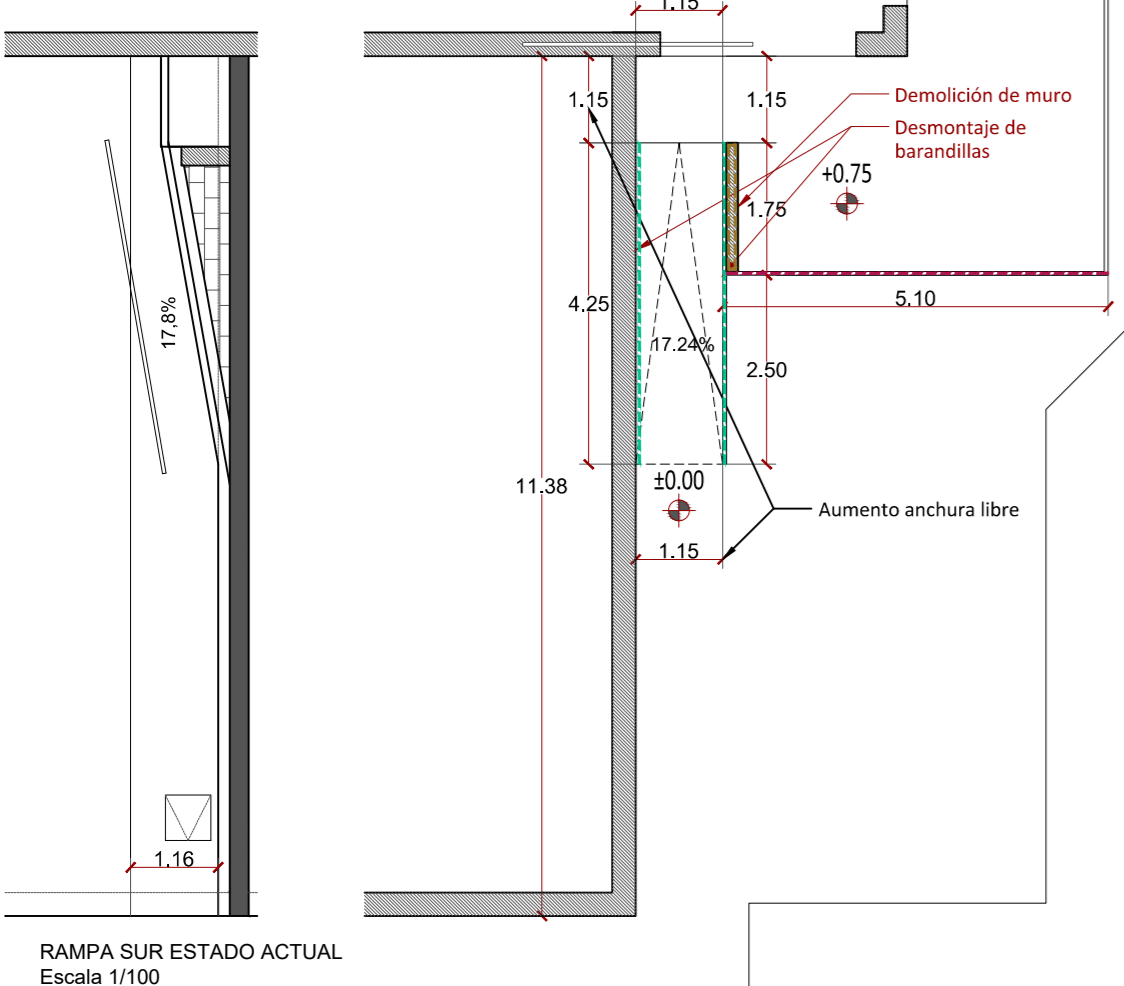 1.15
1.15
1.15
Demolición de muro
Desmontaje de
barandillas
+0.75
1.75
17,8%
4.25
5.10
17.24%
2.50
11.38
±0.00
Aumento anchura libre
1.15
1.16
RAMPA SUR ESTADO ACTUAL
Escala 1/100